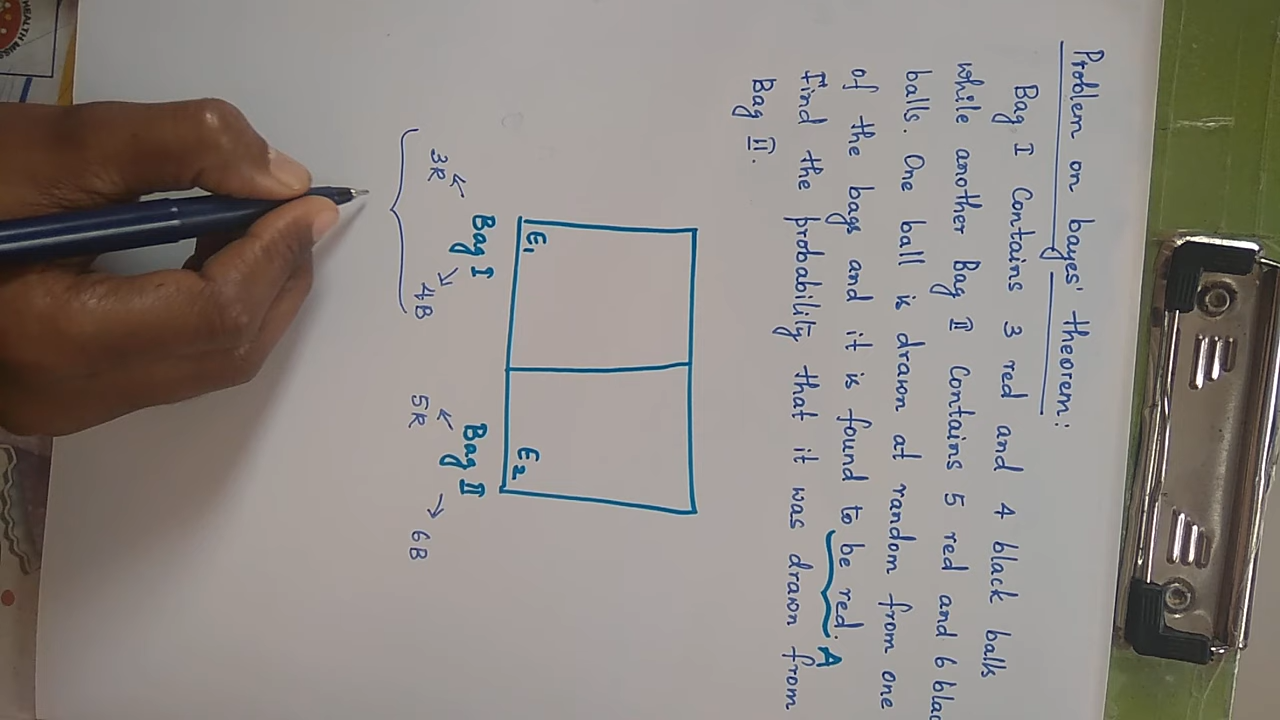 Problem on bayes' theorem:
Bag I Contains 3 red and 4 black balls
while another Bag II Contains 5 red and 6 blac
balls. One ball is drawn at random from one
of the bags and it is found to be red. A
find the probability that it was drawn from
Bag II.
E1 E2
Bag I Bag II
3R 4B 5R 6B
HEALTH